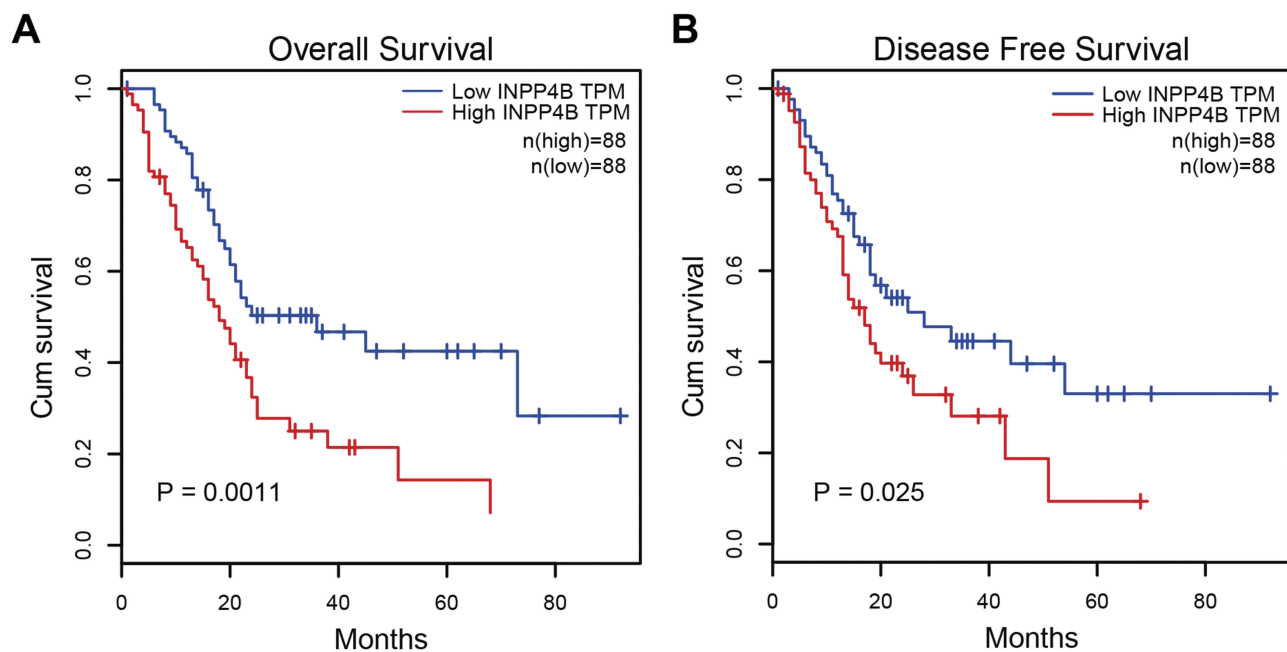 A
Overall Survival
Low INPP4B TPM
High INPP4B TPM
n(high)=88
n(low)=88
P = 0.0011
Cum survival
1.0
0.8
0.6
0.4
0.2
0.0
0 20 40 60 80
Months
B
Disease Free Survival
Low INPP4B TPM
High INPP4B TPM
n(high)=88
n(low)=88
P = 0.025
Cum survival
1.0
0.8
0.6
0.4
0.2
0.0
0 20 40 60 80
Months